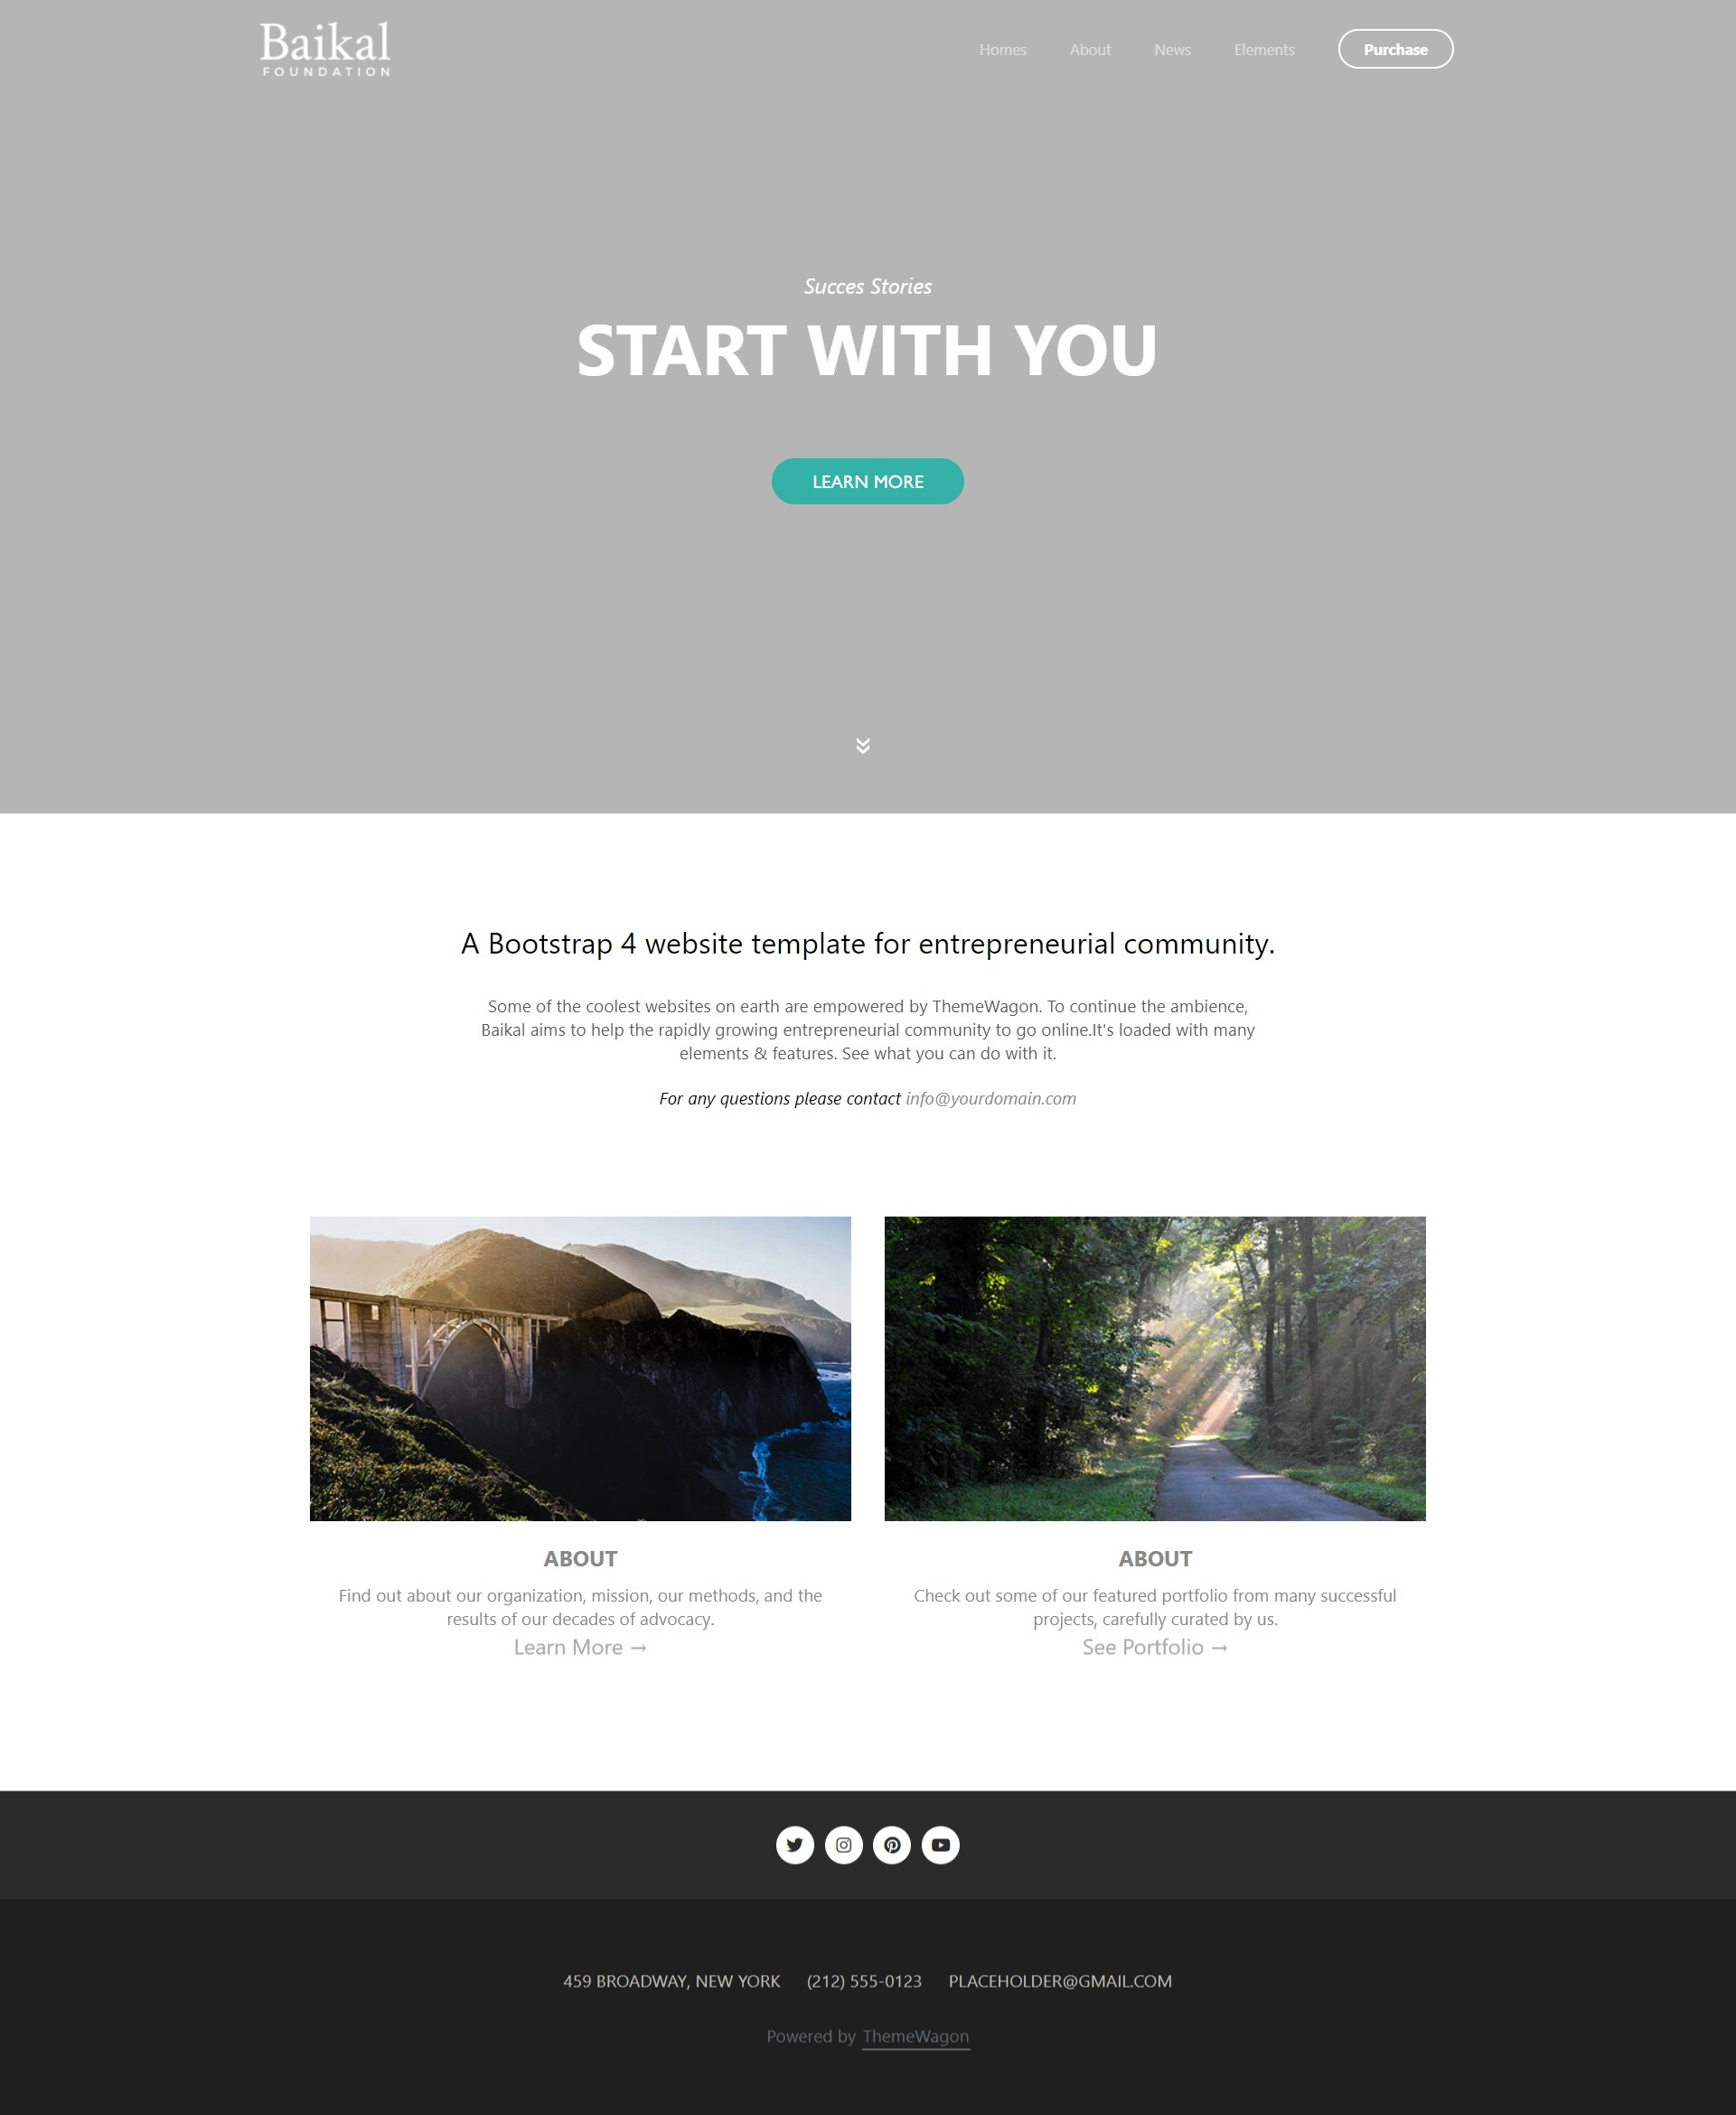 Baikal
FOUNDATION
Homes About News Elements Purchase
Succes Stories
START WITH YOU
LEARN MORE
A Bootstrap 4 website template for entrepreneurial community.
Some of the coolest websites on earth are empowered by ThemeWagon. To continue the ambience,
Baikal aims to help the rapidly growing entrepreneurial community to go online.It's loaded with many
elements & features. See what you can do with it.
For any questions please contact info@yourdomain.com
ABOUT
Find out about our organization, mission, our methods, and the
results of our decades of advocacy.
Learn More →
ABOUT
Check out some of our featured portfolio from many successful
projects, carefully curated by us.
See Portfolio →
459 BROADWAY, NEW YORK (212) 555-0123 PLACEHOLDER@GMAIL.COM
Powered by ThemeWagon